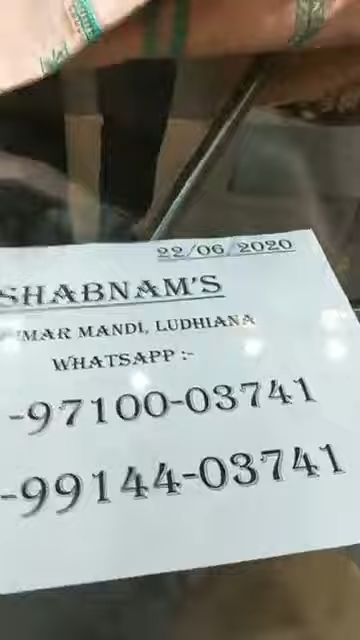 22/06/2020
SHABNAM'S
MAR MANDI, LUDHIANA
WHATSAPP :-
-97100-03741
-99144-03741